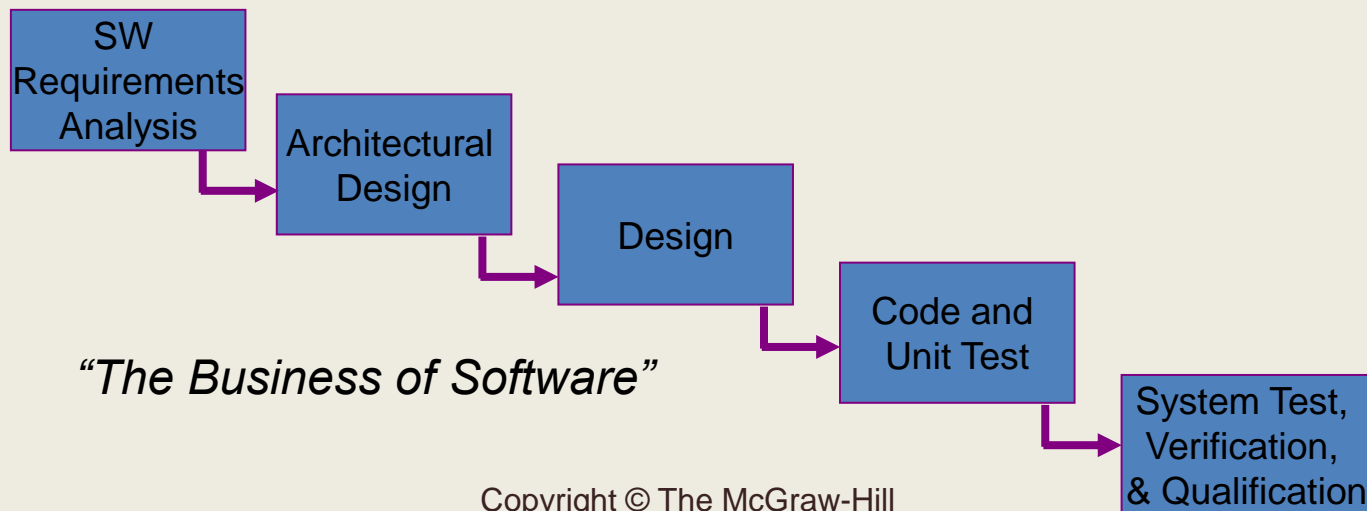 SW
Requirements
Analysis
Architectural
Design
Design
Code and
Unit Test
“The Business of Software”
System Test,
Verification,
& Qualification
Copyright © The McGraw-Hill